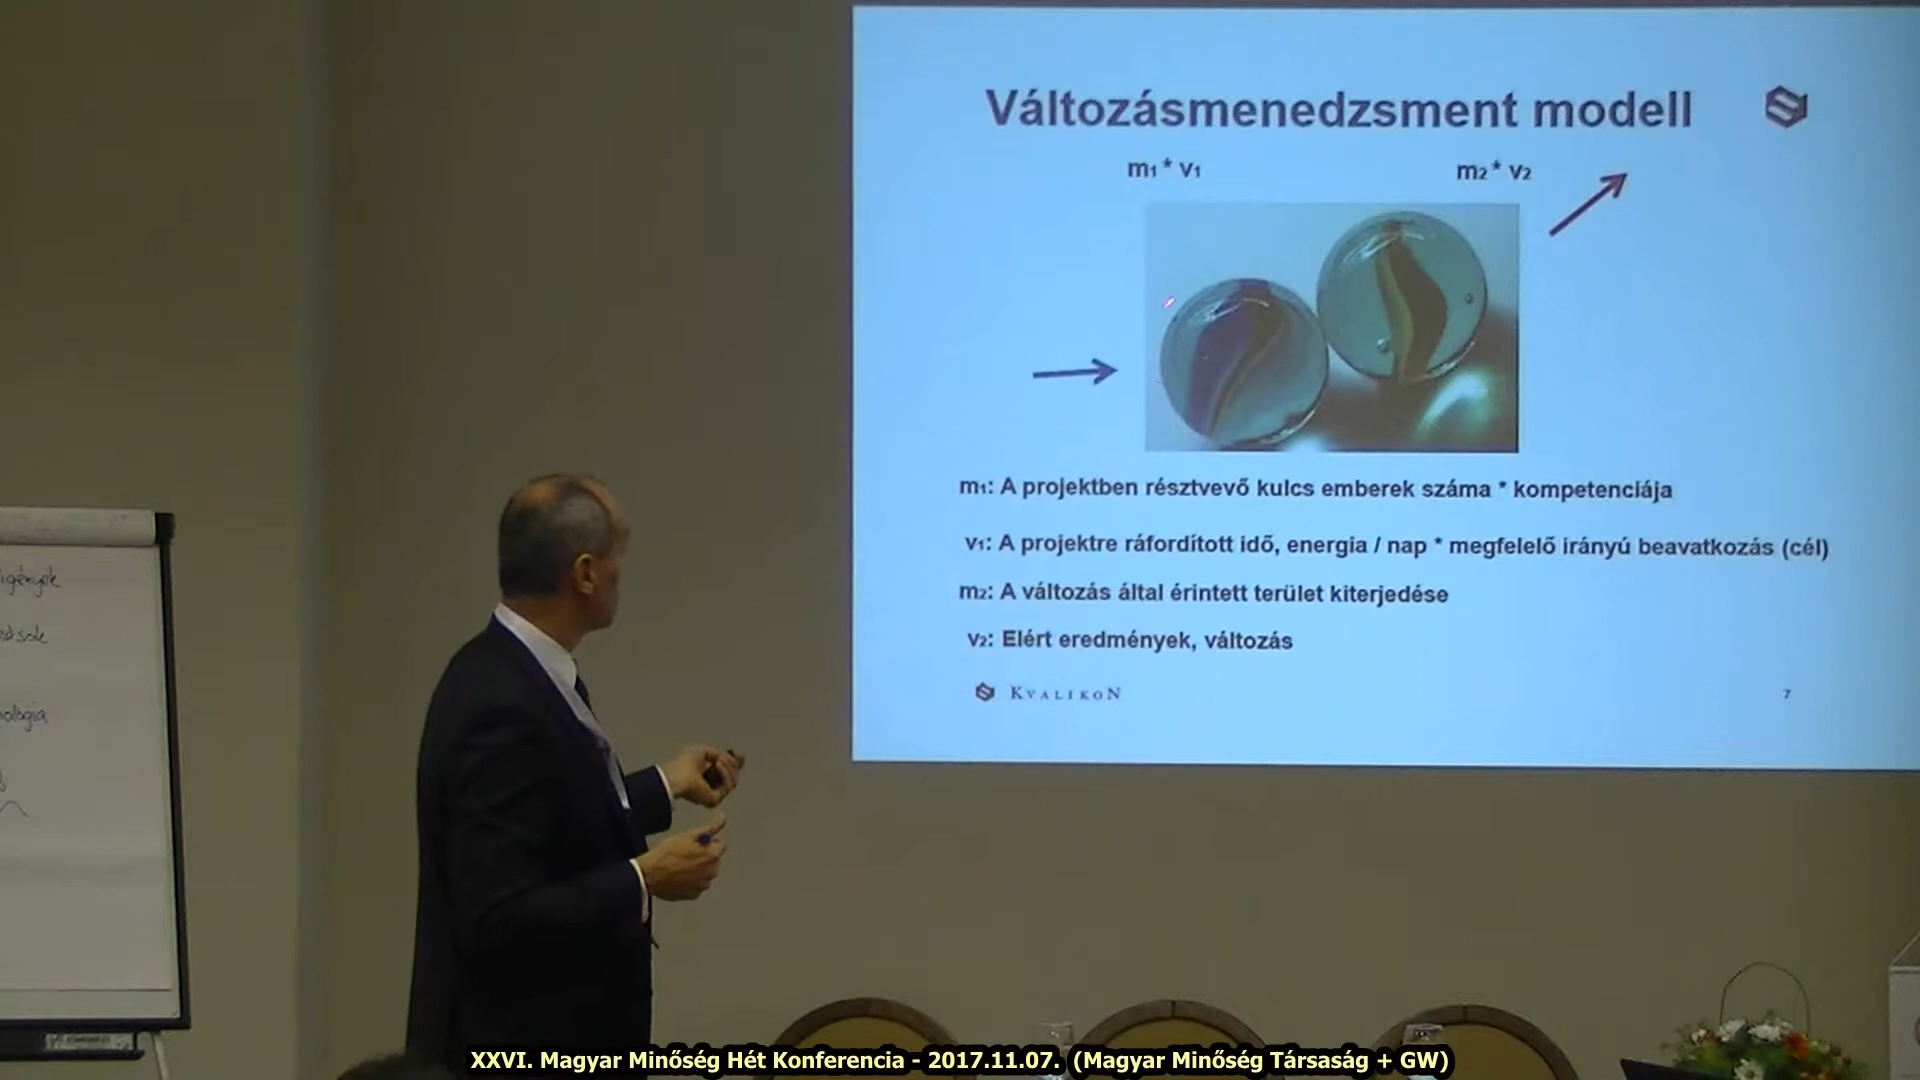 Változásmenedzsment modell
m1 * v1
m2 * v2
m1: A projektben résztvevő kulcs emberek száma * kompetenciája
v1: A projektre ráfordított idő, energia / nap * megfelelő irányú beavatkozás (cél)
m2: A változás által érintett terület kiterjedése
v2: Elért eredmények, változás
KVALIKON
7
XXVI. Magyar Minőség Hét Konferencia - 2017.11.07. (Magyar Minőség Társaság + GW)